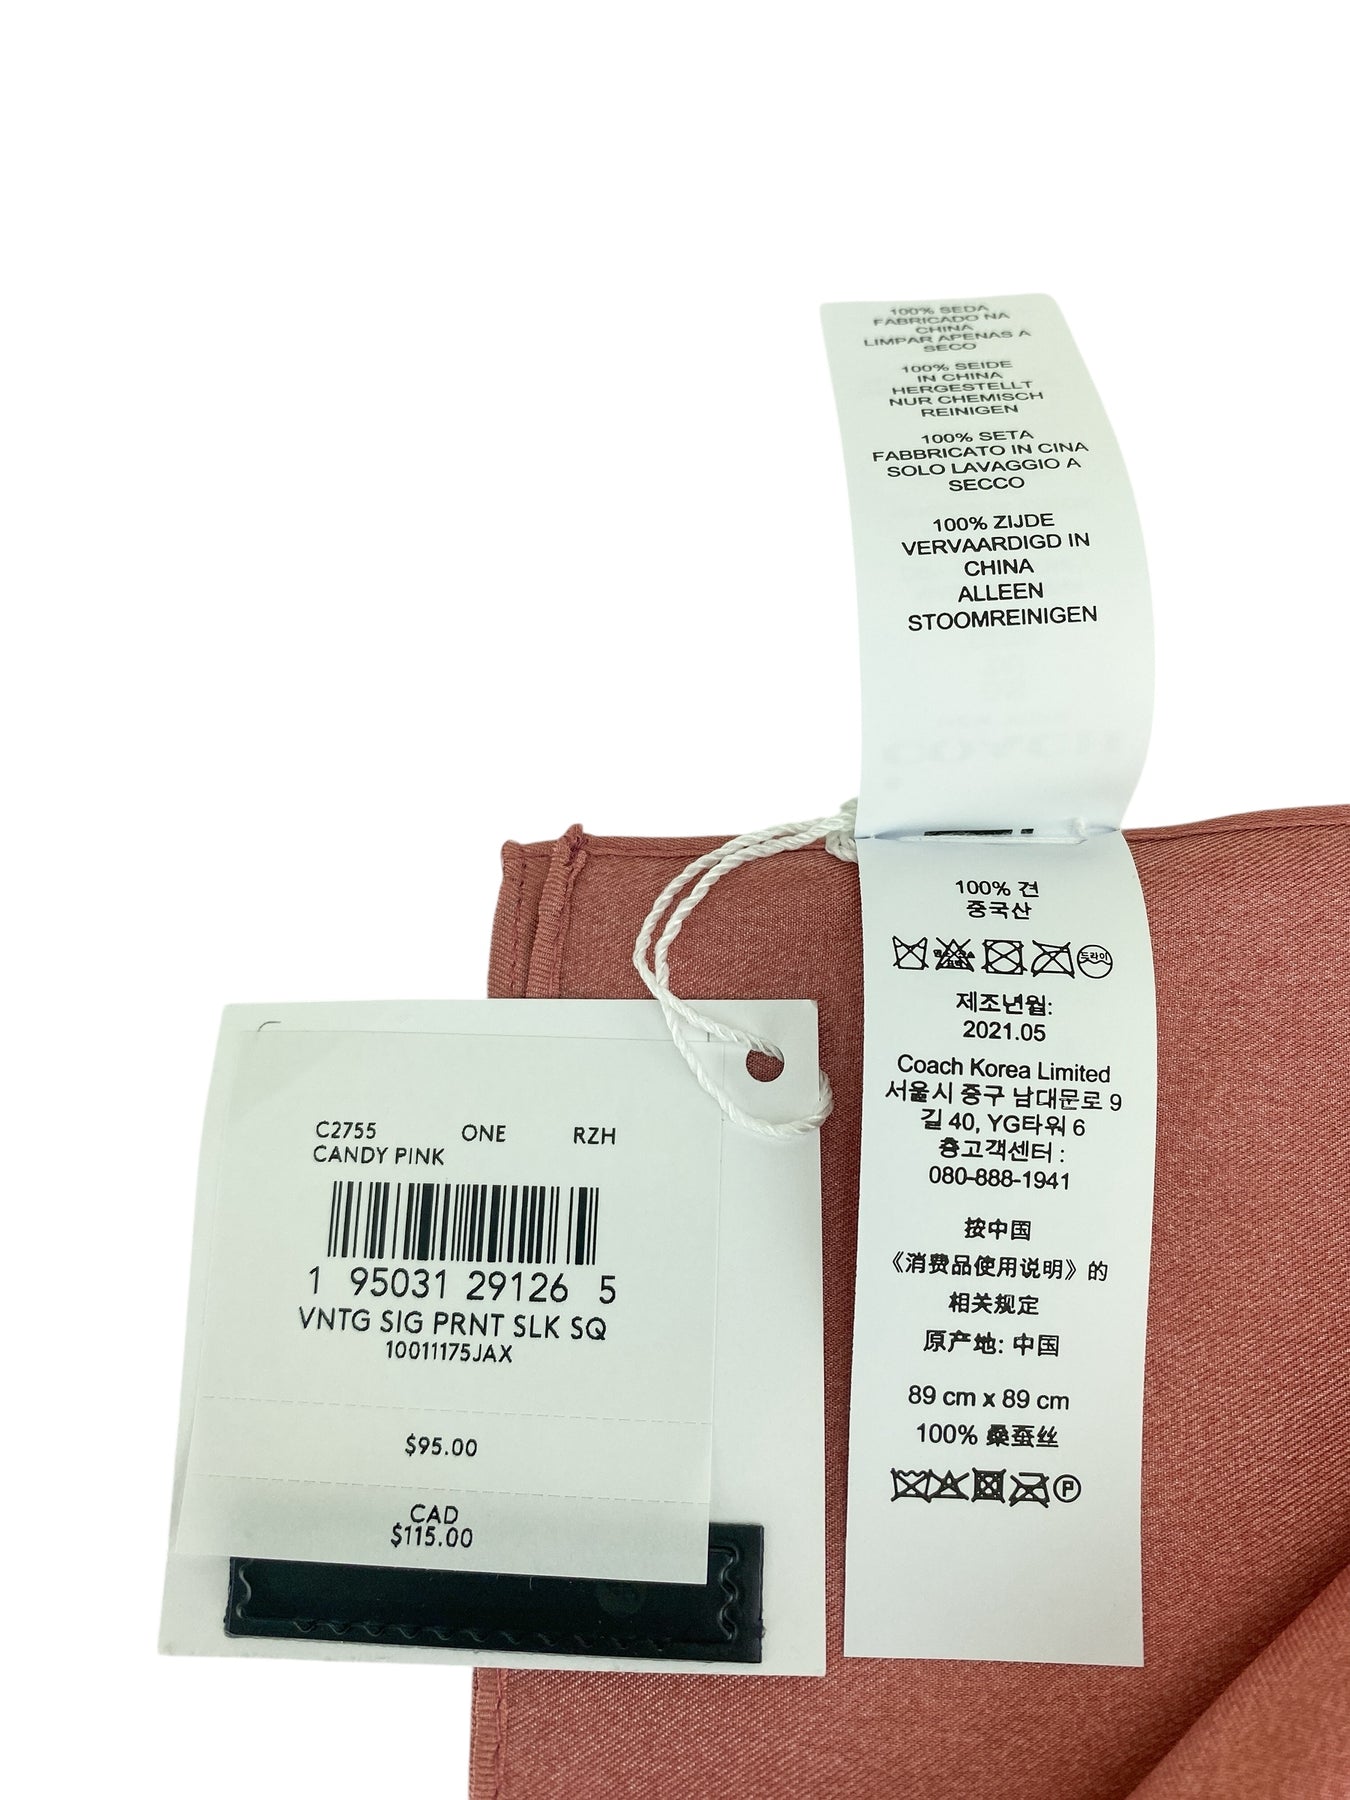 100% SEDA
FABRICADO NA
CHINA
LIMPAR APENAS A
SECO
100% SEIDE
IN CHINA
HERGESTELLT
NUR CHEMISCH
REINIGEN
100% SETA
FABBRICATO IN CINA
SOLO LAVAGGIO A
SECCO
100% ZIJDE
VERVAARDIGD IN
CHINA
ALLEEN
STOOMREINIGEN
100% 견
중국산
드라이
제조년월:
2021.05
Coach Korea Limited
서울시 중구 남대문로 9
길 40, YG타워 6
층고객센터 :
080-888-1941
按中国
《消费品使用说明》的
相关规定
原产地: 中国
89 cm x 89 cm
100% 桑蚕丝
P
C2755 ONE RZH
CANDY PINK
1 95031 29126 5
VNTG SIG PRNT SLK SQ
10011175JAX
$95.00
CAD
$115.00